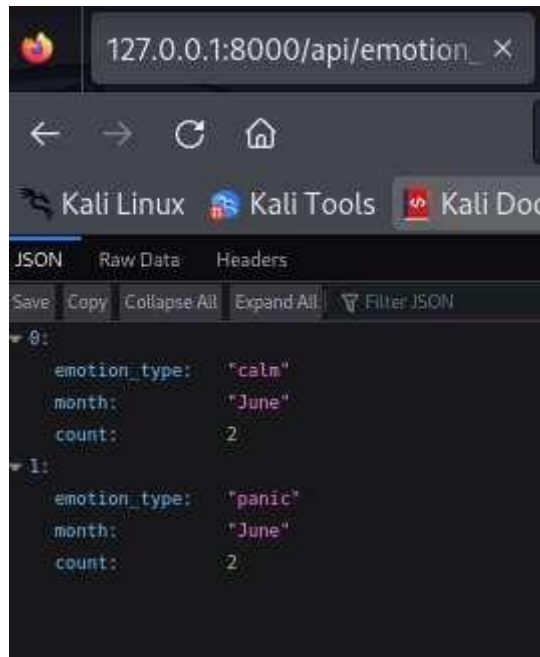 127.0.0.1:8000/api/emotion_
Kali Linux Kali Tools Kali Doc
JSON Raw Data Headers
Save Copy Collapse All Expand All Filter JSON
0:
emotion_type: "calm"
month: "June"
count: 2
1:
emotion_type: "panic"
month: "June"
count: 2